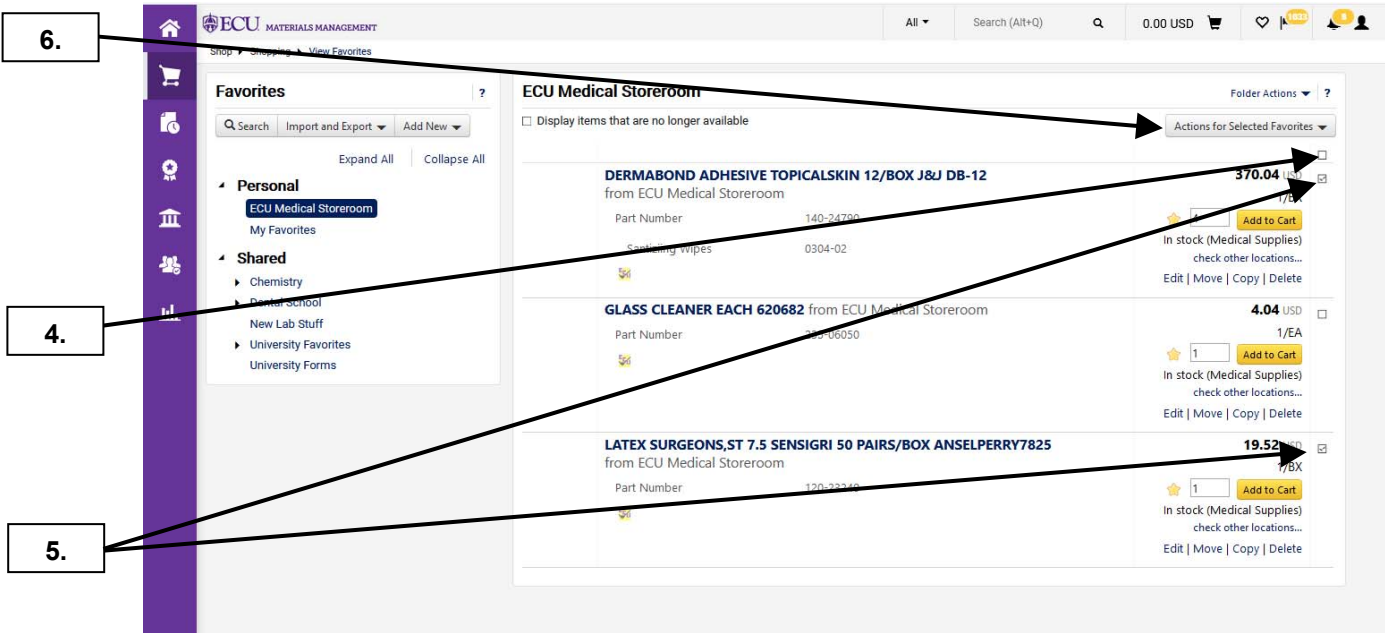 6.
ECU MATERIALS MANAGEMENT
All
Search (Alt+Q)
0.00 USD
1033
6
Shop Shopping View Favorites
Favorites
?
Search Import and Export Add New
Expand All Collapse All
Personal
ECU Medical Storeroom
My Favorites
Shared
Chemistry
Dental School
New Lab Stuff
University Favorites
University Forms
4.
5.
ECU Medical Storeroom
Folder Actions ?
Display items that are no longer available
Actions for Selected Favorites
DERMABOND ADHESIVE TOPICALSKIN 12/BOX J&J DB-12
from ECU Medical Storeroom
370.04 USD
1/BX
Part Number 140-24790
Add to Cart
Santiziing Wipes 0304-02
In stock (Medical Supplies)
check other locations...
Edit | Move | Copy | Delete
GLASS CLEANER EACH 620682 from ECU Medical Storeroom
4.04 USD
1/EA
Part Number
1 Add to Cart
In stock (Medical Supplies)
check other locations...
Edit | Move | Copy | Delete
LATEX SURGEONS,ST 7.5 SENSIGRI 50 PAIRS/BOX ANSELPERRY7825
from ECU Medical Storeroom
19.52 USD
1/BX
Part Number
1 Add to Cart
In stock (Medical Supplies)
check other locations...
Edit | Move | Copy | Delete